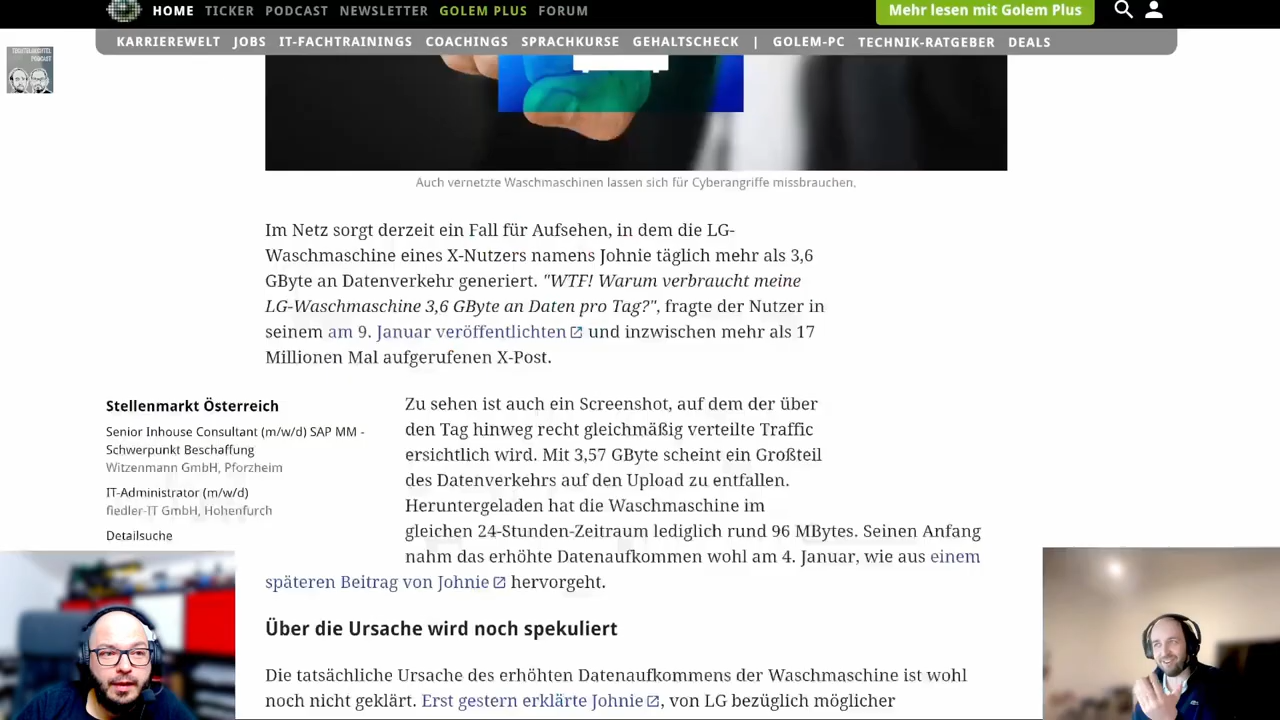 HOME TICKER PODCAST NEWSLETTER GOLEM PLUS FORUM
Mehr lesen mit Golem Plus
KARRIEREWELT JOBS IT-FACHTRAININGS COACHINGS SPRACHKURSE GEHALTSCHECK | GOLEM-PC TECHNIK-RATGEBER DEALS
PODCAST
Auch vernetzte Waschmaschinen lassen sich für Cyberangriffe missbrauchen.
Im Netz sorgt derzeit ein Fall für Aufsehen, in dem die LG-
Waschmaschine eines X-Nutzers namens Johnie täglich mehr als 3,6
GByte an Datenverkehr generiert. "WTF! Warum verbraucht meine
LG-Waschmaschine 3,6 GByte an Daten pro Tag?", fragte der Nutzer in
seinem am 9. Januar veröffentlichten und inzwischen mehr als 17
Millionen Mal aufgerufenen X-Post.
Stellenmarkt Österreich
Senior Inhouse Consultant (m/w/d) SAP MM -
Schwerpunkt Beschaffung
Witzenmann GmbH, Pforzheim
IT-Administrator (m/w/d)
fiedler-IT GmbH, Hohenfurch
Detailsuche
Zu sehen ist auch ein Screenshot, auf dem der über
den Tag hinweg recht gleichmäßig verteilte Traffic
ersichtlich wird. Mit 3,57 GByte scheint ein Großteil
des Datenverkehrs auf den Upload zu entfallen.
Heruntergeladen hat die Waschmaschine im
gleichen 24-Stunden-Zeitraum lediglich rund 96 MBytes. Seinen Anfang
nahm das erhöhte Datenaufkommen wohl am 4. Januar, wie aus einem
späteren Beitrag von Johnie hervorgeht.
Über die Ursache wird noch spekuliert
Die tatsächliche Ursache des erhöhten Datenaufkommens der Waschmaschine ist wohl
noch nicht geklärt. Erst gestern erklärte Johnie, von LG bezüglich möglicher